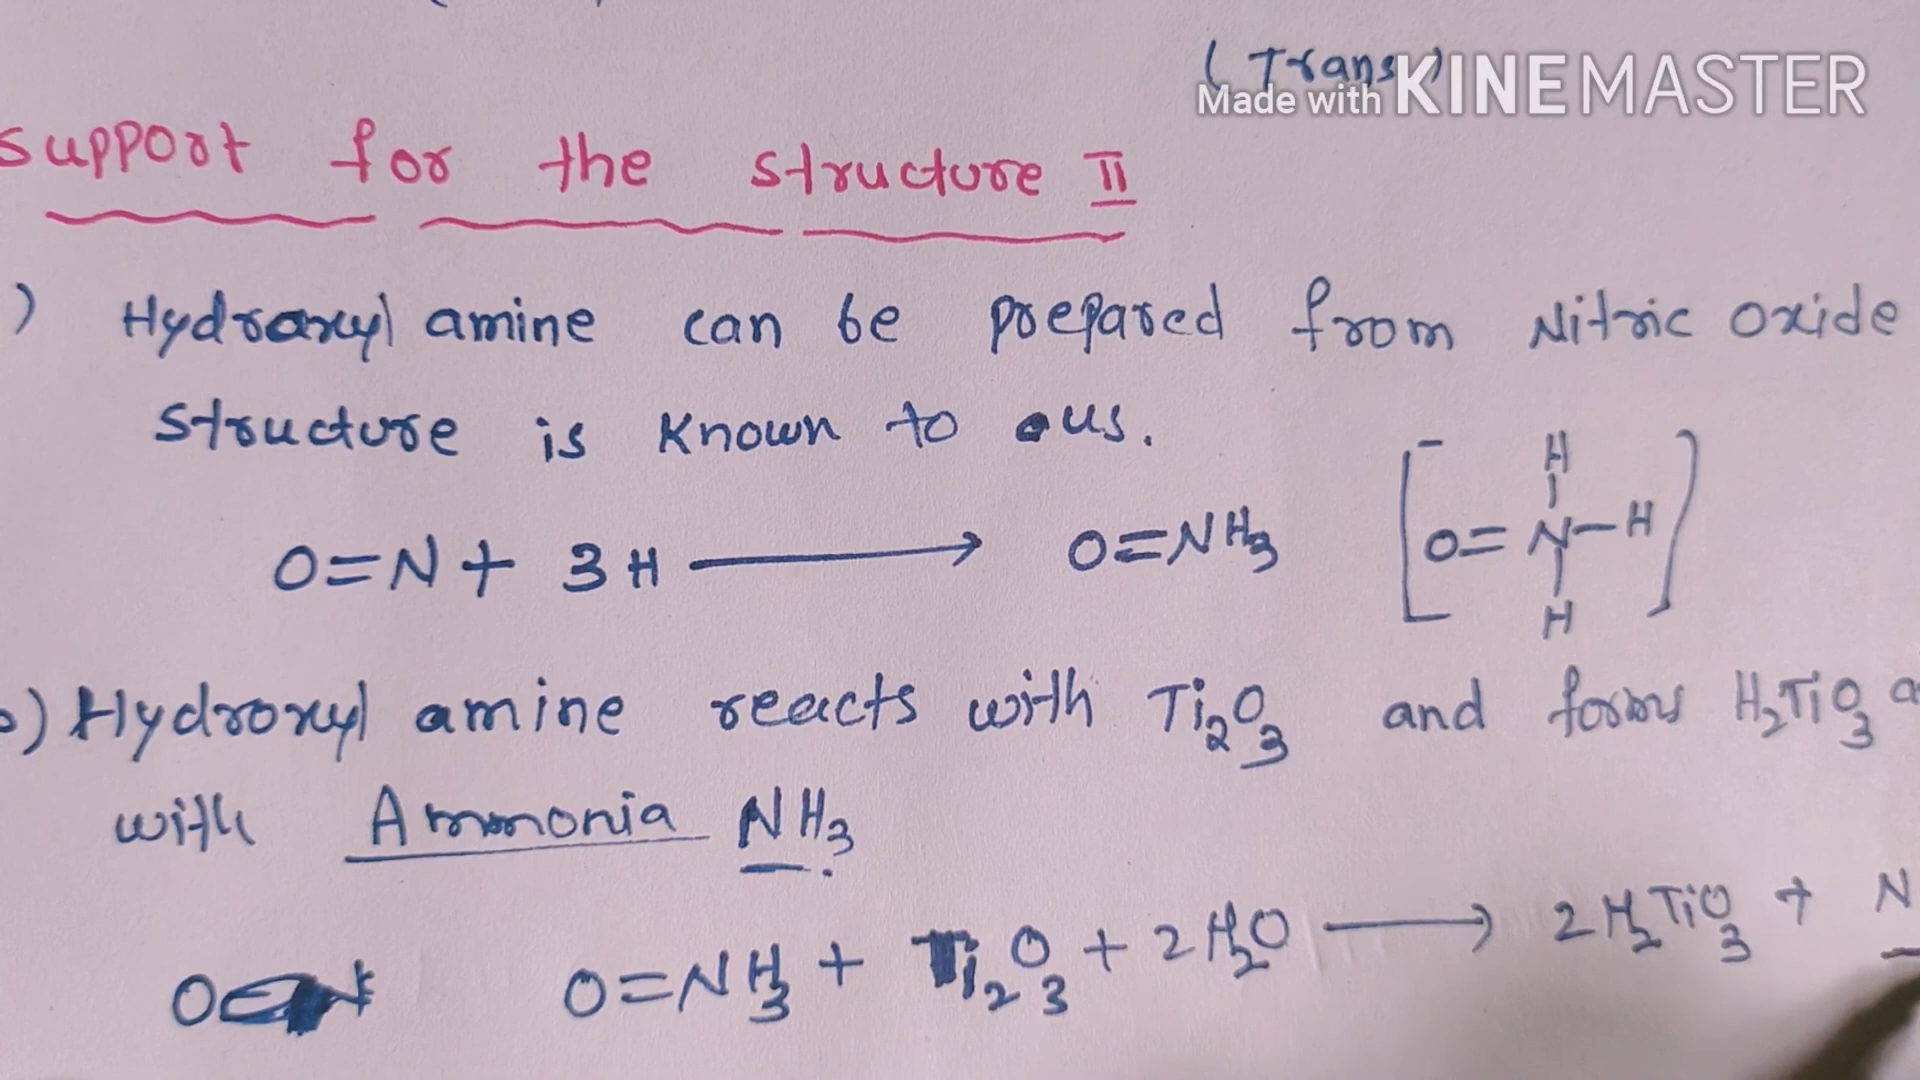 (Trans)
Made with KINEMASTER
support for the structure II
) Hydroxyl amine can be prepared from Nitric oxide
structure is known to us.
O=N + 3H ⟶ O=NH₃ [O=N-H
H
H]
) Hydroxyl amine reacts with Ti₂O₃ and forms H₂TiO₃ a
with Ammonia NH₃.
O=NH₃ + Ti₂O₃ + 2H₂O ⟶ 2H₂TiO₃ + N